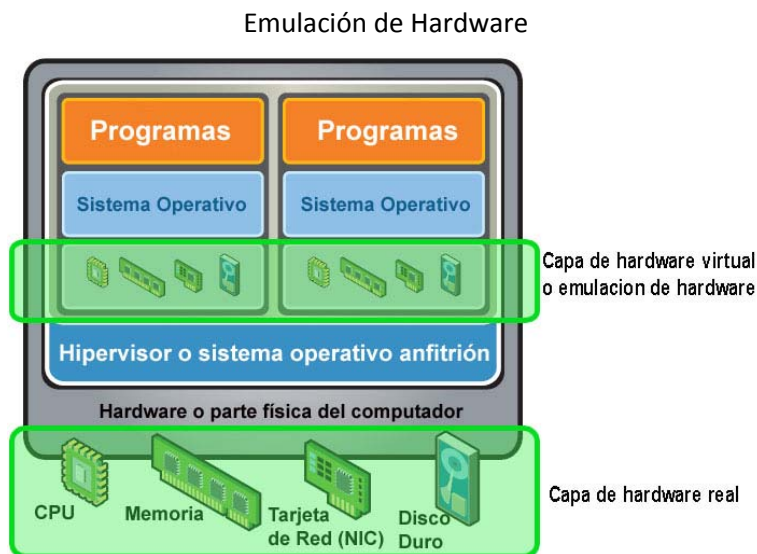 Emulación de Hardware
Programas
Programas
Sistema Operativo
Sistema Operativo
Capa de hardware virtual
o emulacion de hardware
Hipervisor o sistema operativo anfitrión
Hardware o parte física del computador
CPU
Memoria
Tarjeta
de Red (NIC)
Disco
Duro
Capa de hardware real